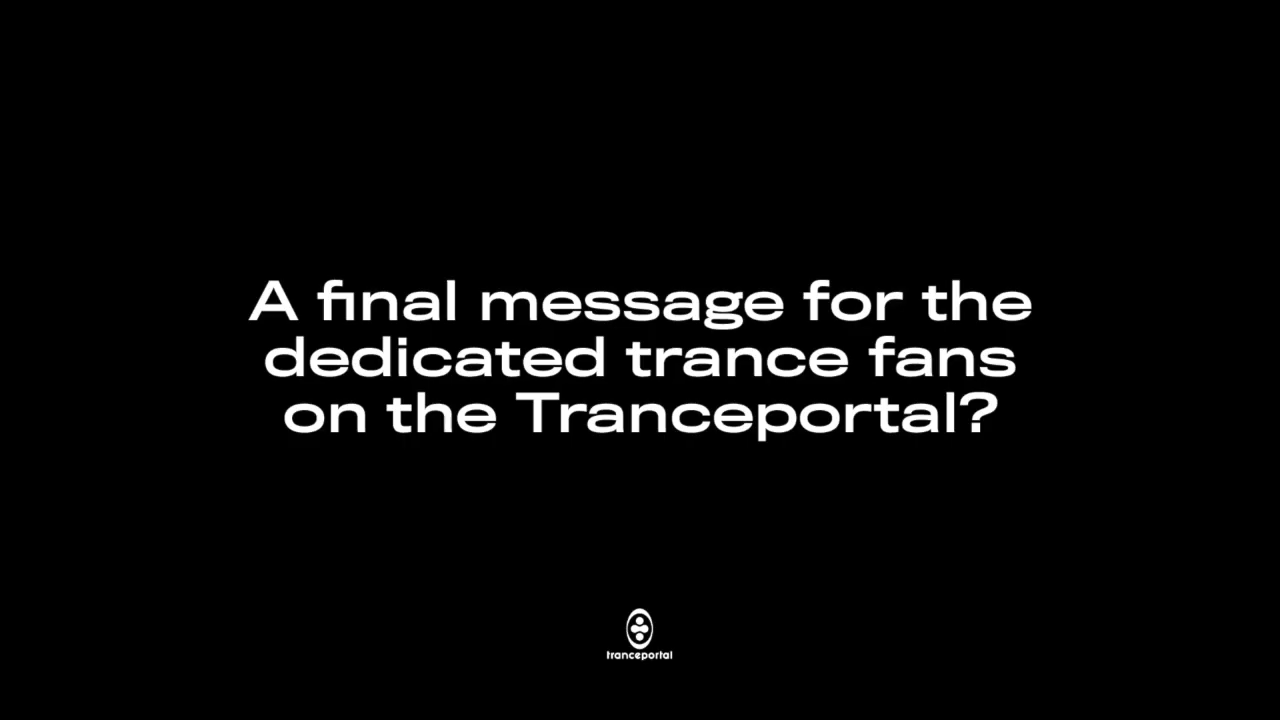 A final message for the
dedicated trance fans
on the Tranceportal?
tranceportal